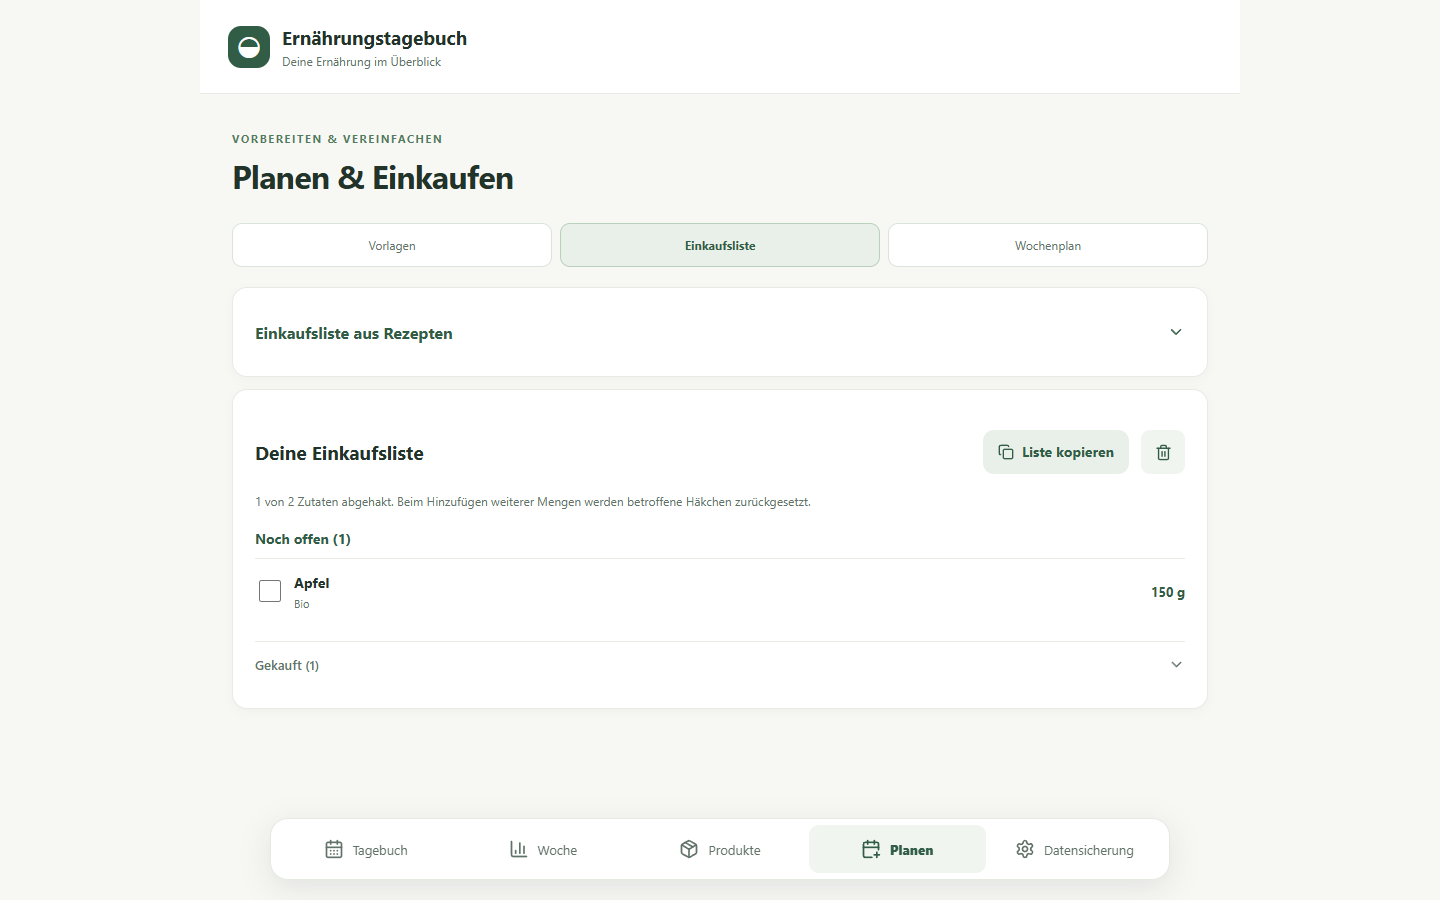 Ernährungstagebuch
Deine Ernährung im Überblick
VORBEREITEN & VEREINFACHEN
Planen & Einkaufen
Vorlagen
Einkaufsliste
Wochenplan
Einkaufsliste aus Rezepten
Deine Einkaufsliste
Liste kopieren
1 von 2 Zutaten abgehakt. Beim Hinzufügen weiterer Mengen werden betroffene Häkchen zurückgesetzt.
Noch offen (1)
Apfel
Bio
150 g
Gekauft (1)
Tagebuch
Woche
Produkte
Planen
Datensicherung